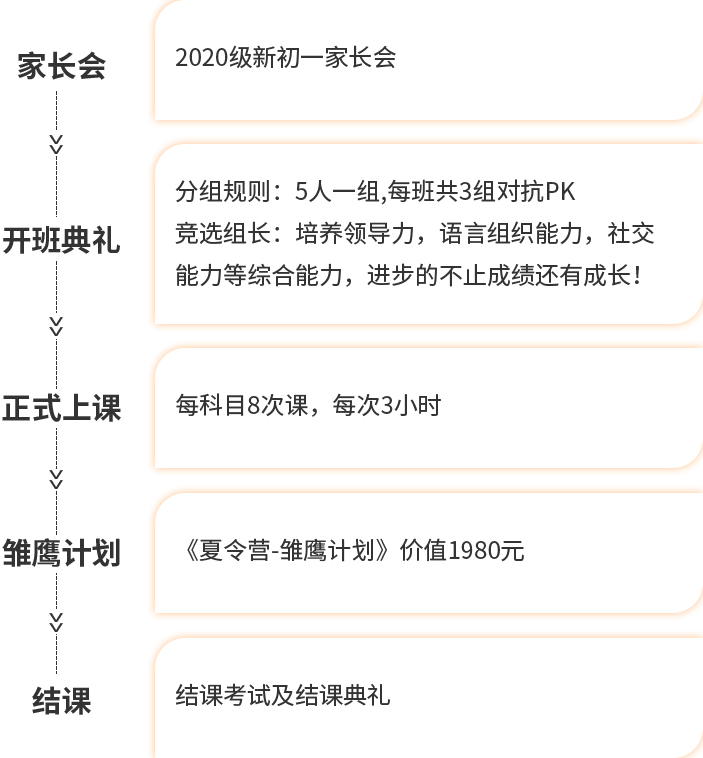 家长会
2020级新初一家长会
开班典礼
分组规则：5人一组,每班共3组对抗PK
竞选组长：培养领导力，语言组织能力，社交
能力等综合能力，进步的不止成绩还有成长！
正式上课
每科目8次课，每次3小时
雏鹰计划
《夏令营-雏鹰计划》价值1980元
结课
结课考试及结课典礼